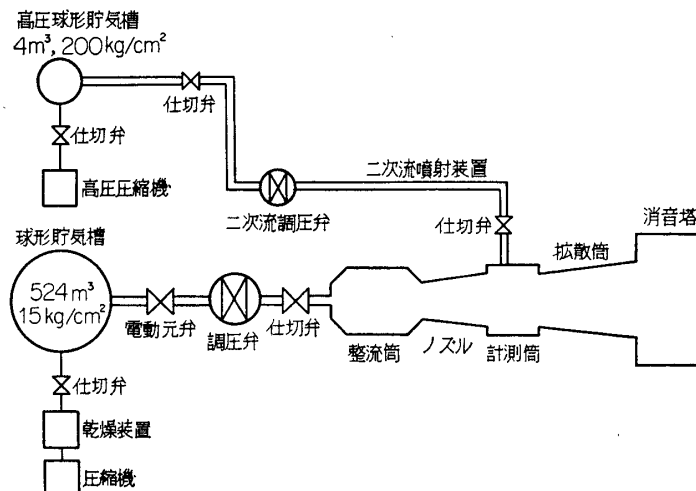 高圧球形貯気槽
4m³, 200kg/cm²
仕切弁
仕切弁
高圧圧縮機
二次流調圧弁
二次流噴射装置
仕切弁
拡散筒
消音塔
球形貯気槽
524m³
15kg/cm²
電動元弁
調圧弁
仕切弁
整流筒
ノズル
計測筒
仕切弁
乾燥装置
圧縮機